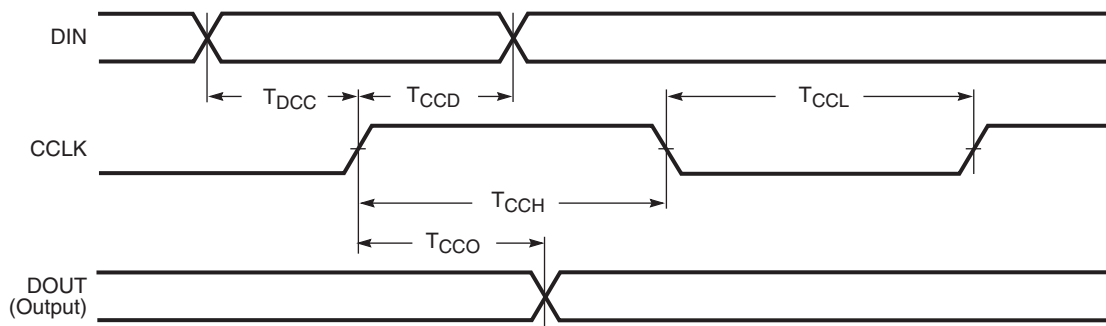 DIN
TDCC
TCCD
TCCL
CCLK
TCCH
TCCO
DOUT
(Output)